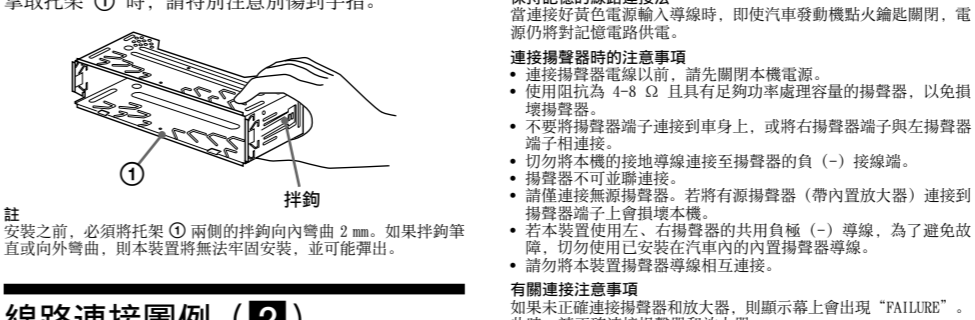 拿取托架 ① 時，請特別注意別傷到手指。
①
拌鉤
註
安裝之前，必須將托架 ① 兩側的拌鉤向內彎曲 2 mm。如果拌鉤筆
直或向外彎曲，則本裝置將無法牢固安裝，並可能彈出。
線路連接圖例（2）
保持記憶的線路連接法
當連接好黃色電源輸入導線時，即使汽車發動機點火鑰匙關閉，電
源仍將對記憶電路供電。
連接揚聲器時的注意事項
• 連接揚聲器電線以前，請先關閉本機電源。
• 使用阻抗為 4-8 Ω 且具有足夠功率處理容量的揚聲器，以免損
壞揚聲器。
• 不要將揚聲器端子連接到車身上，或將右揚聲器端子與左揚聲器
端子相連接。
• 切勿將本機的接地導線連接至揚聲器的負（-）接線端。
• 揚聲器不可並聯連接。
• 請僅連接無源揚聲器。若將有源揚聲器（帶內置放大器）連接到
揚聲器端子上會損壞本機。
• 若本裝置使用左、右揚聲器的共用負極（-）導線，為了避免故
障，切勿使用已安裝在汽車內的內置揚聲器導線。
• 請勿將本裝置揚聲器導線相互連接。
有關連接注意事項
如果未正確連接揚聲器和放大器，則顯示幕上會出現“FAILURE”。